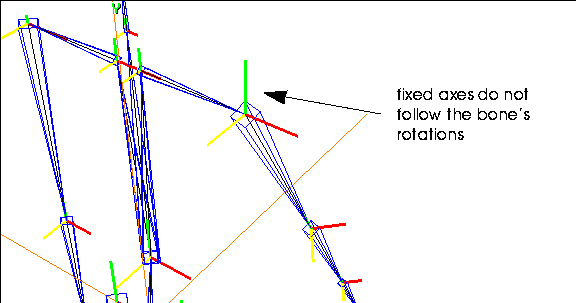 fixed axes do not
follow the bone's
rotations